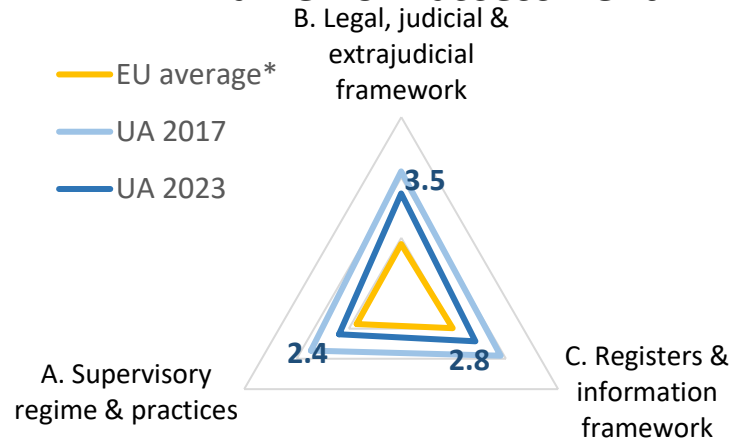 B. Legal, judicial &
extrajudicial
framework
EU average*
UA 2017
UA 2023
3.5
2.4
2.8
A. Supervisory
regime & practices
C. Registers &
information
framework